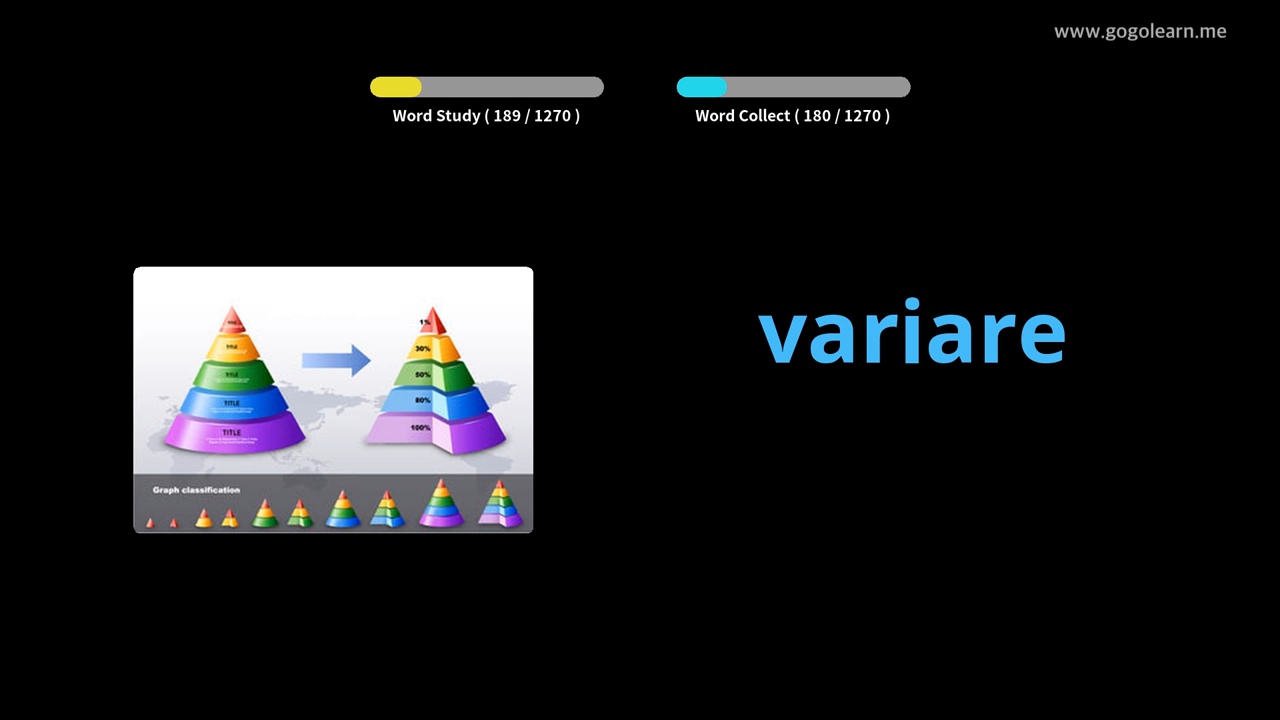 www.gogolearn.me
Word Study ( 189 / 1270 )
Word Collect ( 180 / 1270 )
variare
TITLE
1%
TITLE
30%
TITLE
50%
TITLE
80%
TITLE
100%
Graph classification